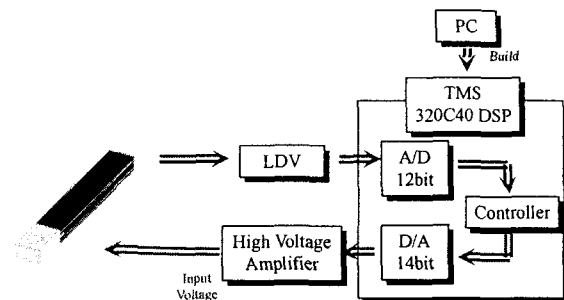 PC
Build
TMS
320C40 DSP
LDV
A/D
12bit
Controller
High Voltage
Amplifier
D/A
14bit
Input
Voltage